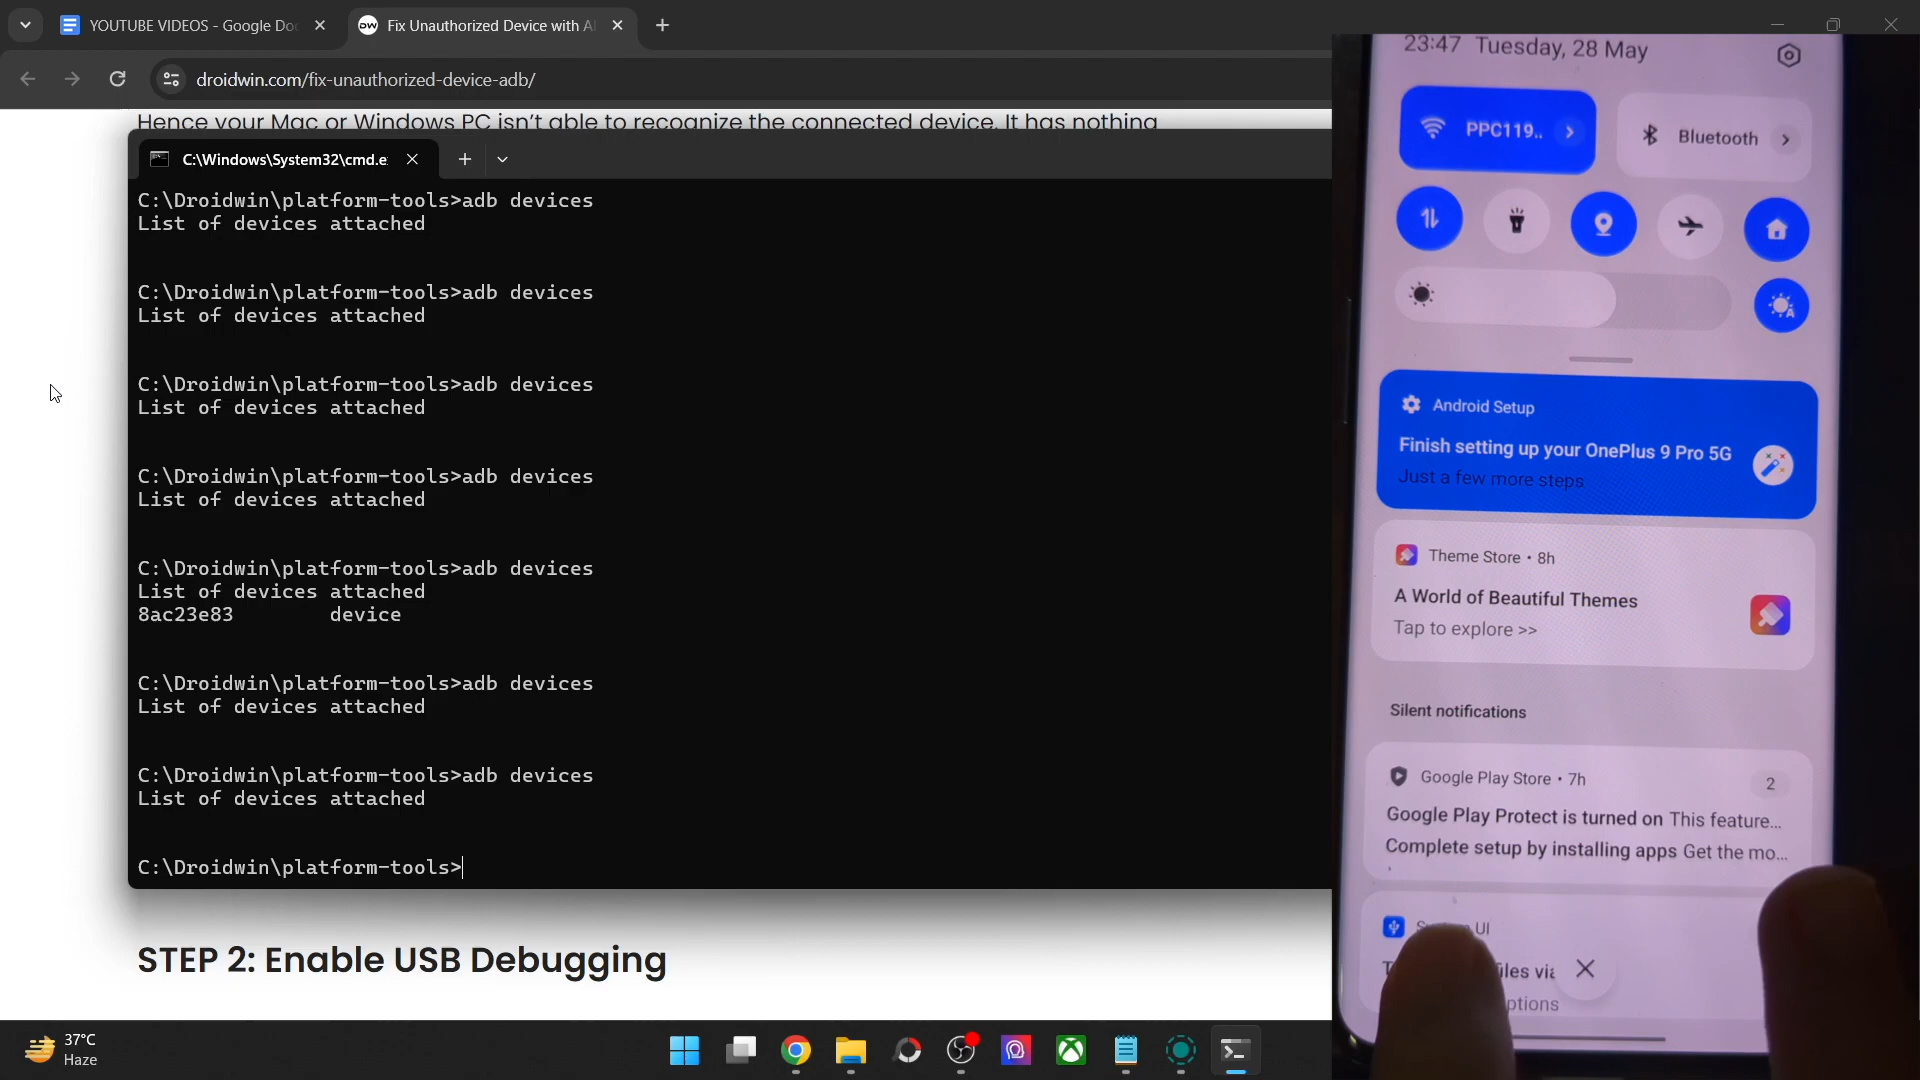 YOUTUBE VIDEOS - Google Do
Fix Unauthorized Device with A
droidwin.com/fix-unauthorized-device-adb/
Hence your Mac or Windows PC isn't able to recognize the connected device. It has nothing
C:\Windows\System32\cmd.e
C:\Droidwin\platform-tools>adb devices
List of devices attached
C:\Droidwin\platform-tools>adb devices
List of devices attached
C:\Droidwin\platform-tools>adb devices
List of devices attached
C:\Droidwin\platform-tools>adb devices
List of devices attached
C:\Droidwin\platform-tools>adb devices
List of devices attached
8ac23e83 device
C:\Droidwin\platform-tools>adb devices
List of devices attached
C:\Droidwin\platform-tools>adb devices
List of devices attached
C:\Droidwin\platform-tools>
STEP 2: Enable USB Debugging
37°C
Haze
23:47 Tuesday, 28 May
PPC119..
Bluetooth
Android Setup
Finish setting up your OnePlus 9 Pro 5G
Just a few more steps
Theme Store • 8h
A World of Beautiful Themes
Tap to explore >>
Silent notifications
Google Play Store • 7h
2
Google Play Protect is turned on This feature...
Complete setup by installing apps Get the mo...
UI
via